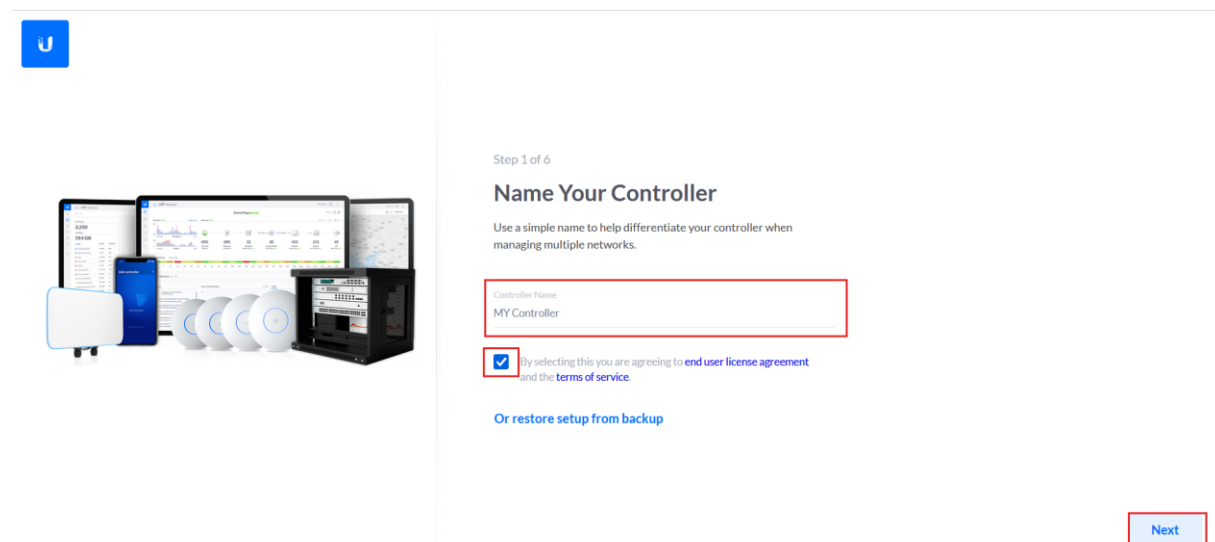 Step 1 of 6
Name Your Controller
Use a simple name to help differentiate your controller when
managing multiple networks.
Controller Name
MY Controller
By selecting this you are agreeing to end user license agreement
and the terms of service.
Or restore setup from backup
Next